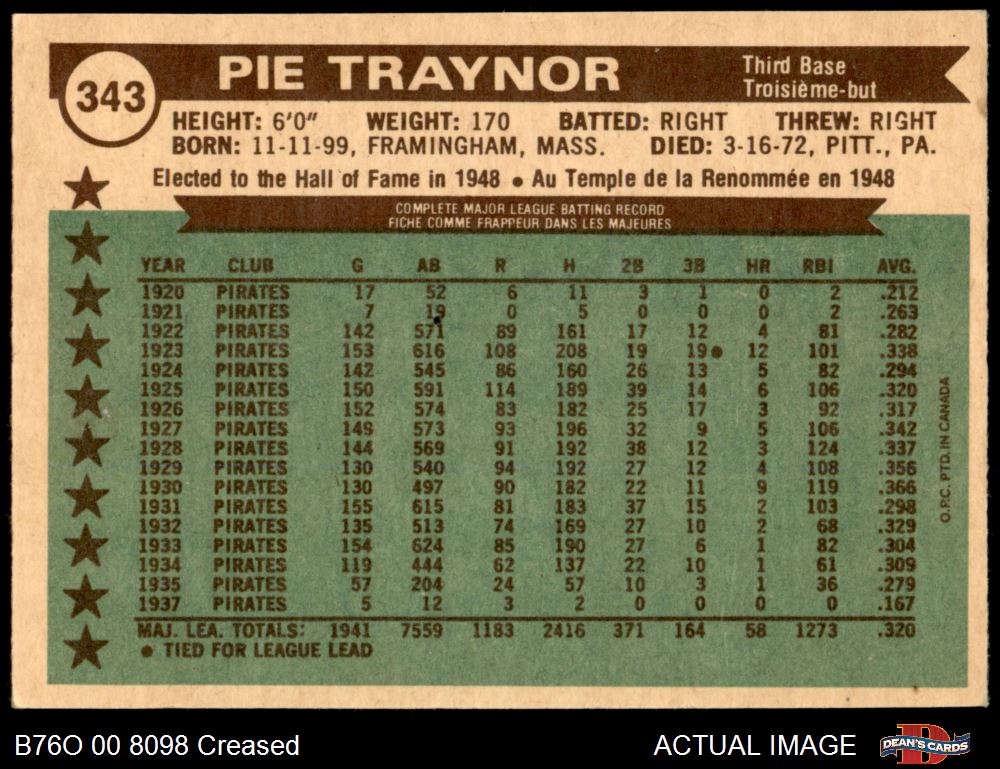 343
PIE TRAYNOR
Third Base
Troisième-but
HEIGHT: 6'0" WEIGHT: 170 BATTED: RIGHT THREW: RIGHT
BORN: 11-11-99, FRAMINGHAM, MASS. DIED: 3-16-72, PITT., PA.
Elected to the Hall of Fame in 1948 • Au Temple de la Renommée en 1948
COMPLETE MAJOR LEAGUE BATTING RECORD
FICHE COMME FRAPPEUR DANS LES MAJEURES
YEAR CLUB G AB R H 2B 3B HR RBI AVG.
1920 PIRATES 17 52 6 11 3 1 0 2 .212
1921 PIRATES 7 19 0 5 0 0 0 2 .263
1922 PIRATES 142 571 89 161 17 12 4 81 .282
1923 PIRATES 153 616 108 208 19 19• 12 101 .338
1924 PIRATES 142 545 86 160 26 13 5 82 .294
1925 PIRATES 150 591 114 189 39 14 6 106 .320
1926 PIRATES 152 574 83 182 25 17 3 92 .317
1927 PIRATES 149 573 93 196 32 9 5 106 .342
1928 PIRATES 144 569 91 192 38 12 3 124 .337
1929 PIRATES 130 540 94 192 27 12 4 108 .356
1930 PIRATES 130 497 90 182 22 11 9 119 .366
1931 PIRATES 155 615 81 183 37 15 2 103 .298
1932 PIRATES 135 513 74 169 27 10 2 68 .329
1933 PIRATES 154 624 85 190 27 6 1 82 .304
1934 PIRATES 119 444 62 137 22 10 1 61 .309
1935 PIRATES 57 204 24 57 10 3 1 36 .279
1937 PIRATES 5 12 3 2 0 0 0 0 .167
MAJ. LEA. TOTALS: 1941 7559 1183 2416 371 164 58 1273 .320
• TIED FOR LEAGUE LEAD
O.P.C. PTD. IN CANADA
B76O 00 8098 Creased
ACTUAL IMAGE
DEAN'S CARDS